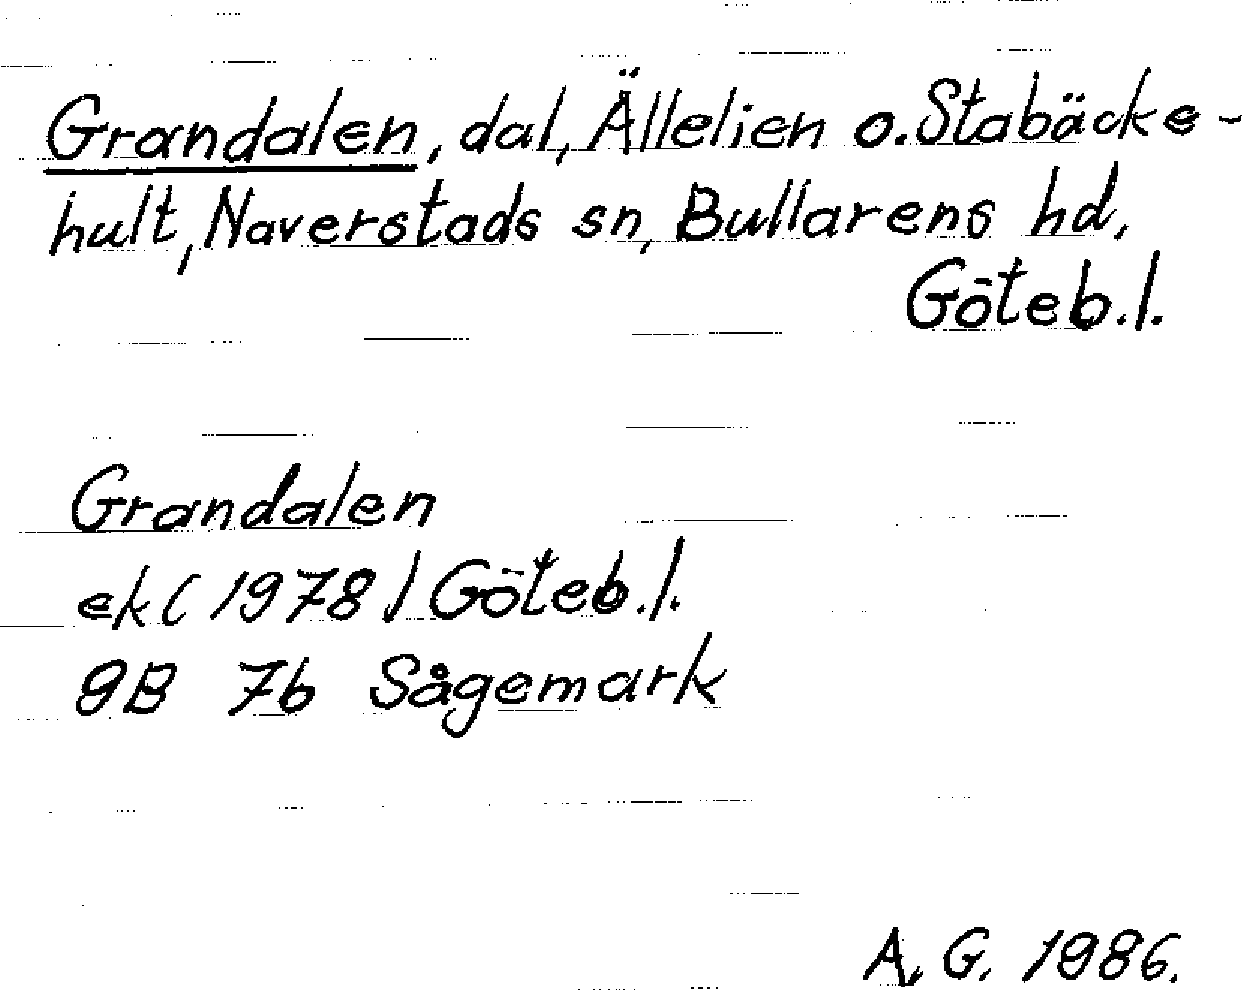 Grandalen, dal, Ällelien o. Stabäcke-
hult, Naverstads sn, Bullarens hd,
Göteb.l.
Grandalen
ek (1978) Göteb.l.
9B 7b Sågemark
A. G. 1986.